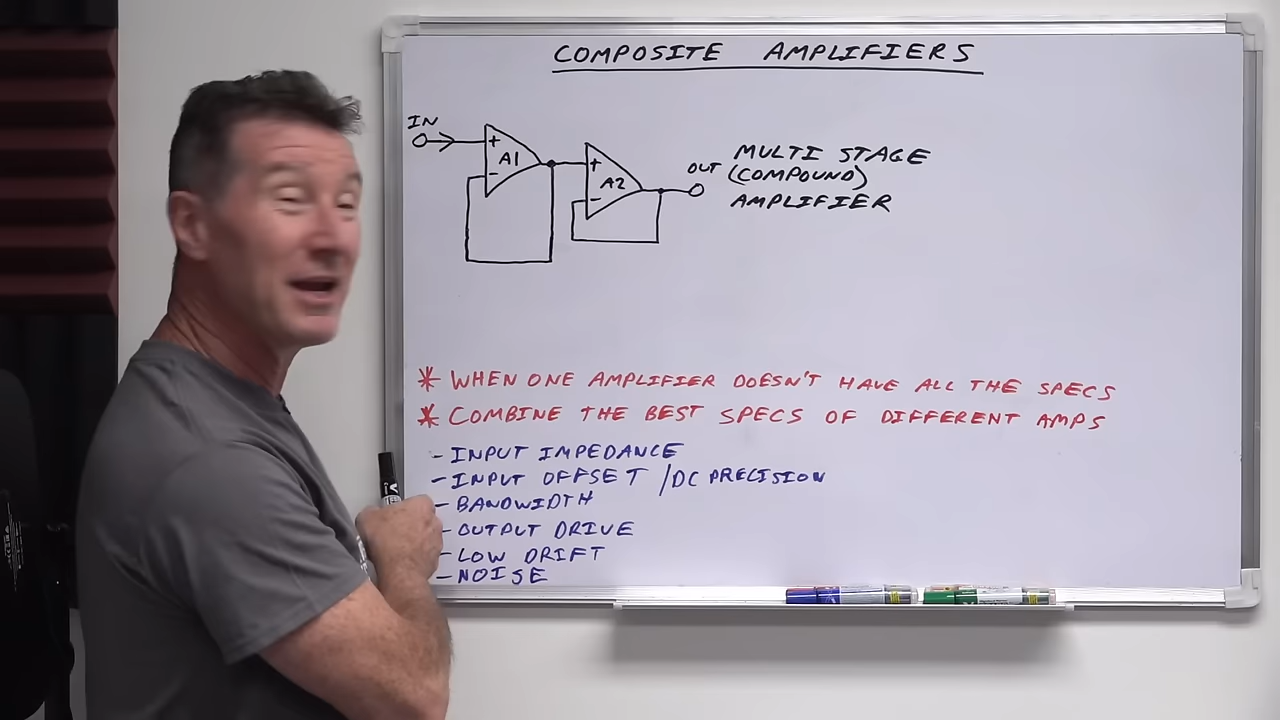 COMPOSITE AMPLIFIERS
IN
+
A1
-
+
A2
-
OUT
MULTI STAGE
(COMPOUND)
AMPLIFIER
* WHEN ONE AMPLIFIER DOESN'T HAVE ALL THE SPECS
* COMBINE THE BEST SPECS OF DIFFERENT AMPS
- INPUT IMPEDANCE
- INPUT OFFSET /DC PRECISION
- BANDWIDTH
- OUTPUT DRIVE
- LOW DRIFT
- NOISE